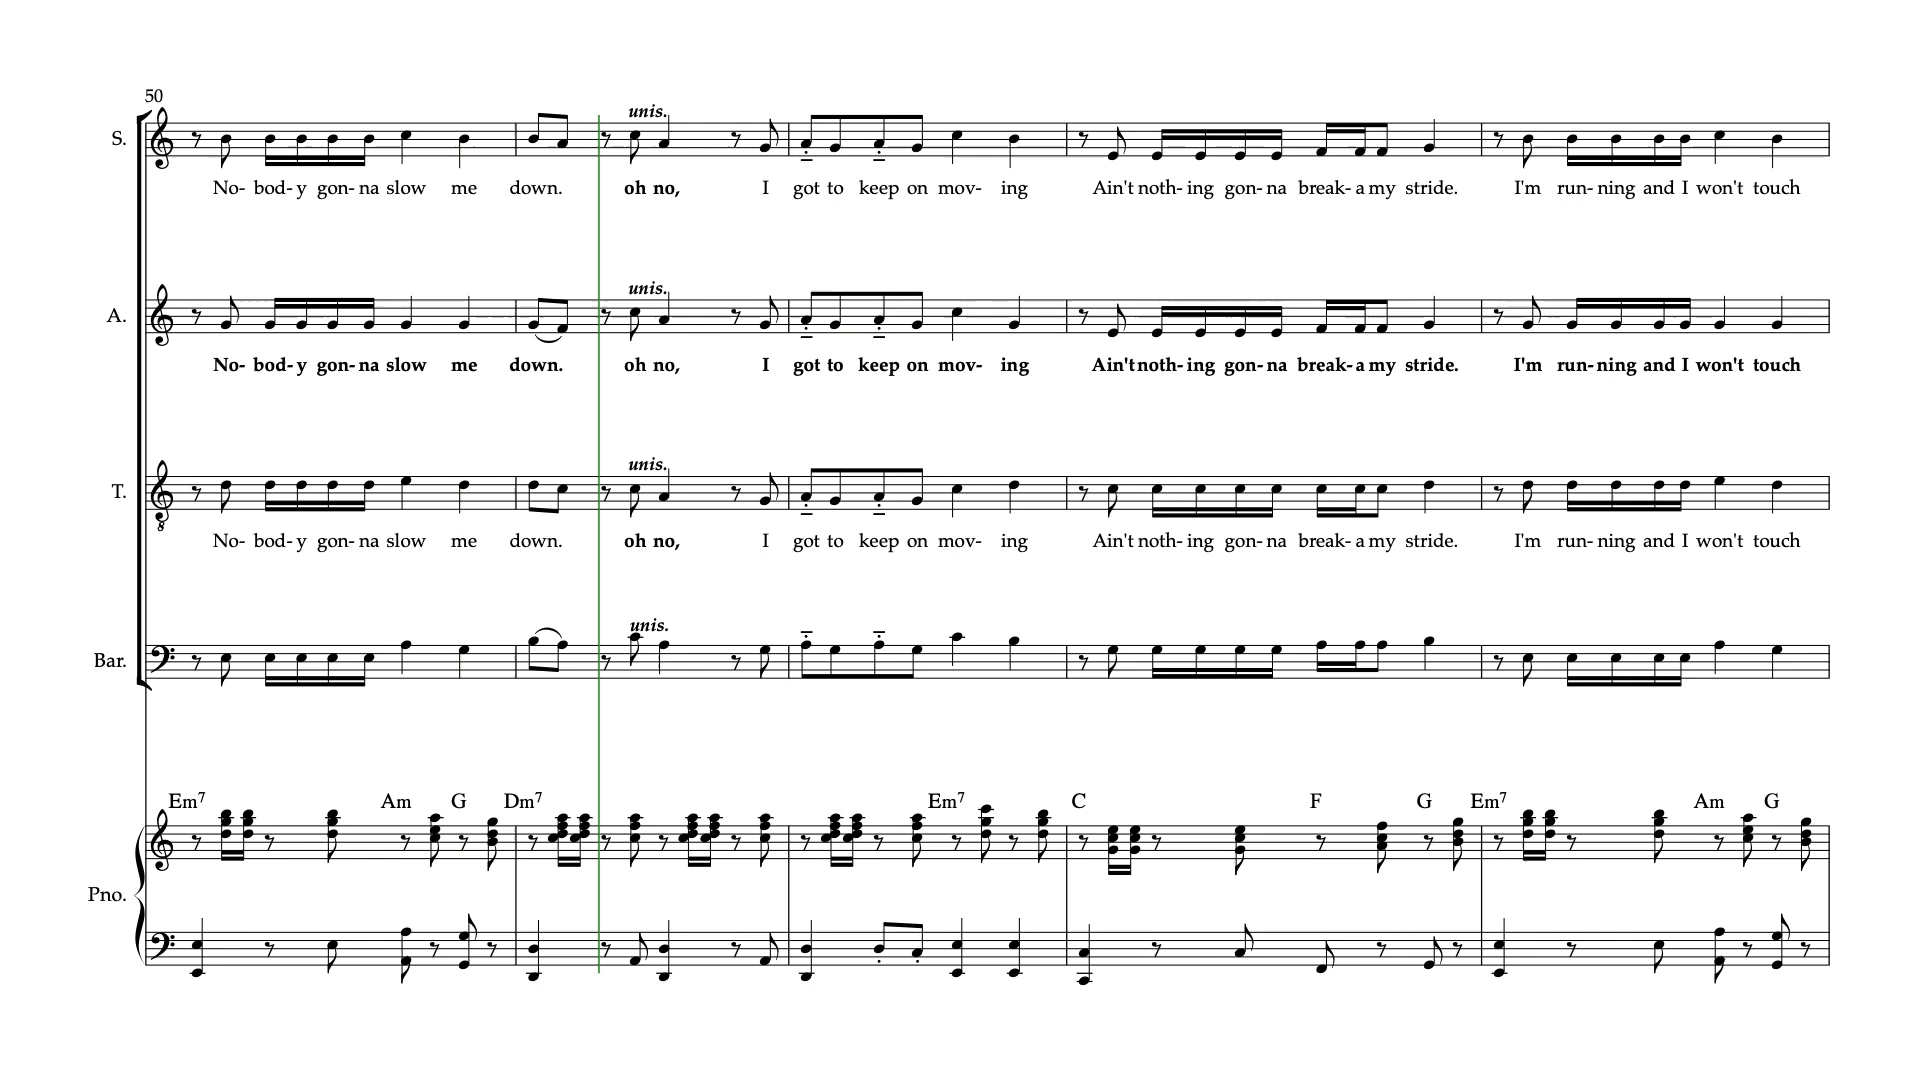 50
unis.
S.
No- bod- y gon- na slow me down. oh no, I got to keep on mov- ing Ain't noth- ing gon- na break- a my stride. I'm run- ning and I won't touch
unis.
A.
No- bod- y gon- na slow me down. oh no, I got to keep on mov- ing Ain't noth- ing gon- na break- a my stride. I'm run- ning and I won't touch
unis.
T.
No- bod- y gon- na slow me down. oh no, I got to keep on mov- ing Ain't noth- ing gon- na break- a my stride. I'm run- ning and I won't touch
unis.
Bar.
Em7 Am G Dm7 Em7 C F G Em7 Am G
Pno.